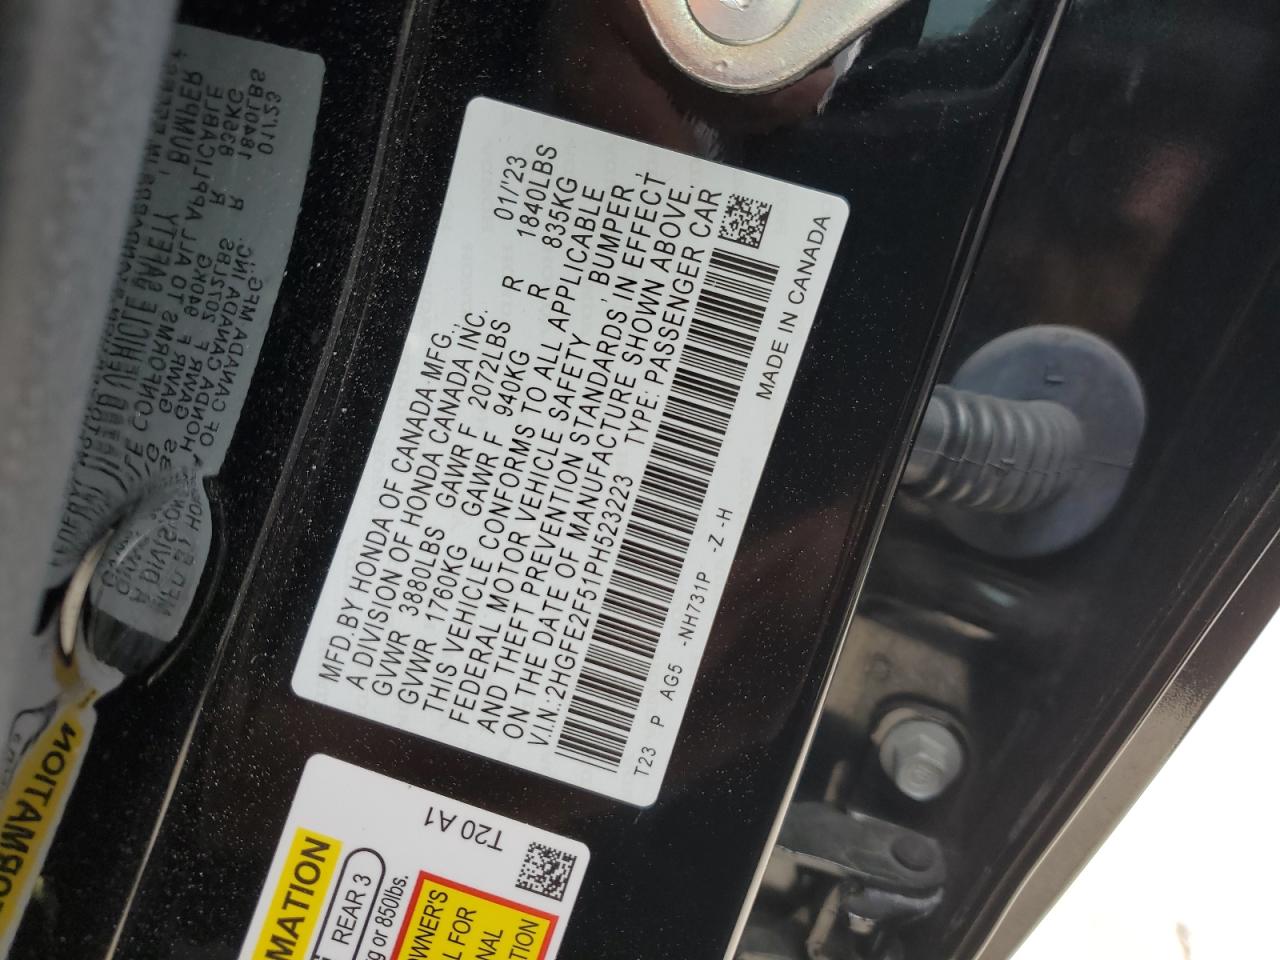 MFD.BY HONDA OF CANADA MFG.,
A DIVISION OF HONDA CANADA INC. 01/'23
GVWR 3880LBS GAWR F 2072LBS R 1840LBS
GVWR 1760KG GAWR F 940KG R 835KG
THIS VEHICLE CONFORMS TO ALL APPLICABLE
FEDERAL MOTOR VEHICLE SAFETY, BUMPER,
AND THEFT PREVENTION STANDARDS IN EFFECT
ON THE DATE OF MANUFACTURE SHOWN ABOVE.
V.I.N.:2HGFE2F51PH523223 TYPE: PASSENGER CAR
T23 P AG5 -NH731P -Z -H MADE IN CANADA
T20 A1
MATION
REAR 3
or 850lbs.
OWNER'S
FOR